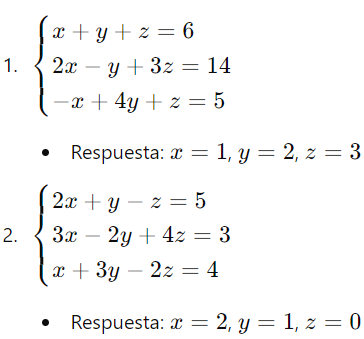 1. x + y + z = 6
2x − y + 3z = 14
−x + 4y + z = 5
• Respuesta: x = 1, y = 2, z = 3
2. 2x + y − z = 5
3x − 2y + 4z = 3
x + 3y − 2z = 4
• Respuesta: x = 2, y = 1, z = 0